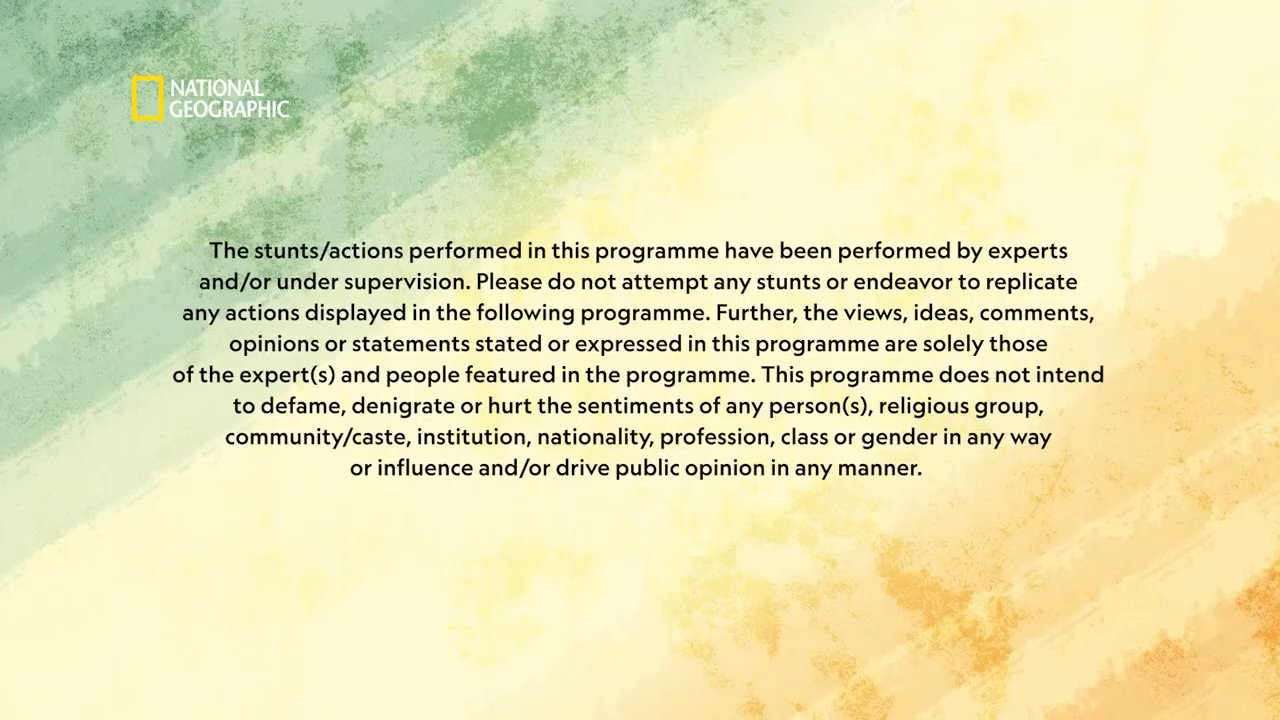 NATIONAL
GEOGRAPHIC
The stunts/actions performed in this programme have been performed by experts
and/or under supervision. Please do not attempt any stunts or endeavor to replicate
any actions displayed in the following programme. Further, the views, ideas, comments,
opinions or statements stated or expressed in this programme are solely those
of the expert(s) and people featured in the programme. This programme does not intend
to defame, denigrate or hurt the sentiments of any person(s), religious group,
community/caste, institution, nationality, profession, class or gender in any way
or influence and/or drive public opinion in any manner.